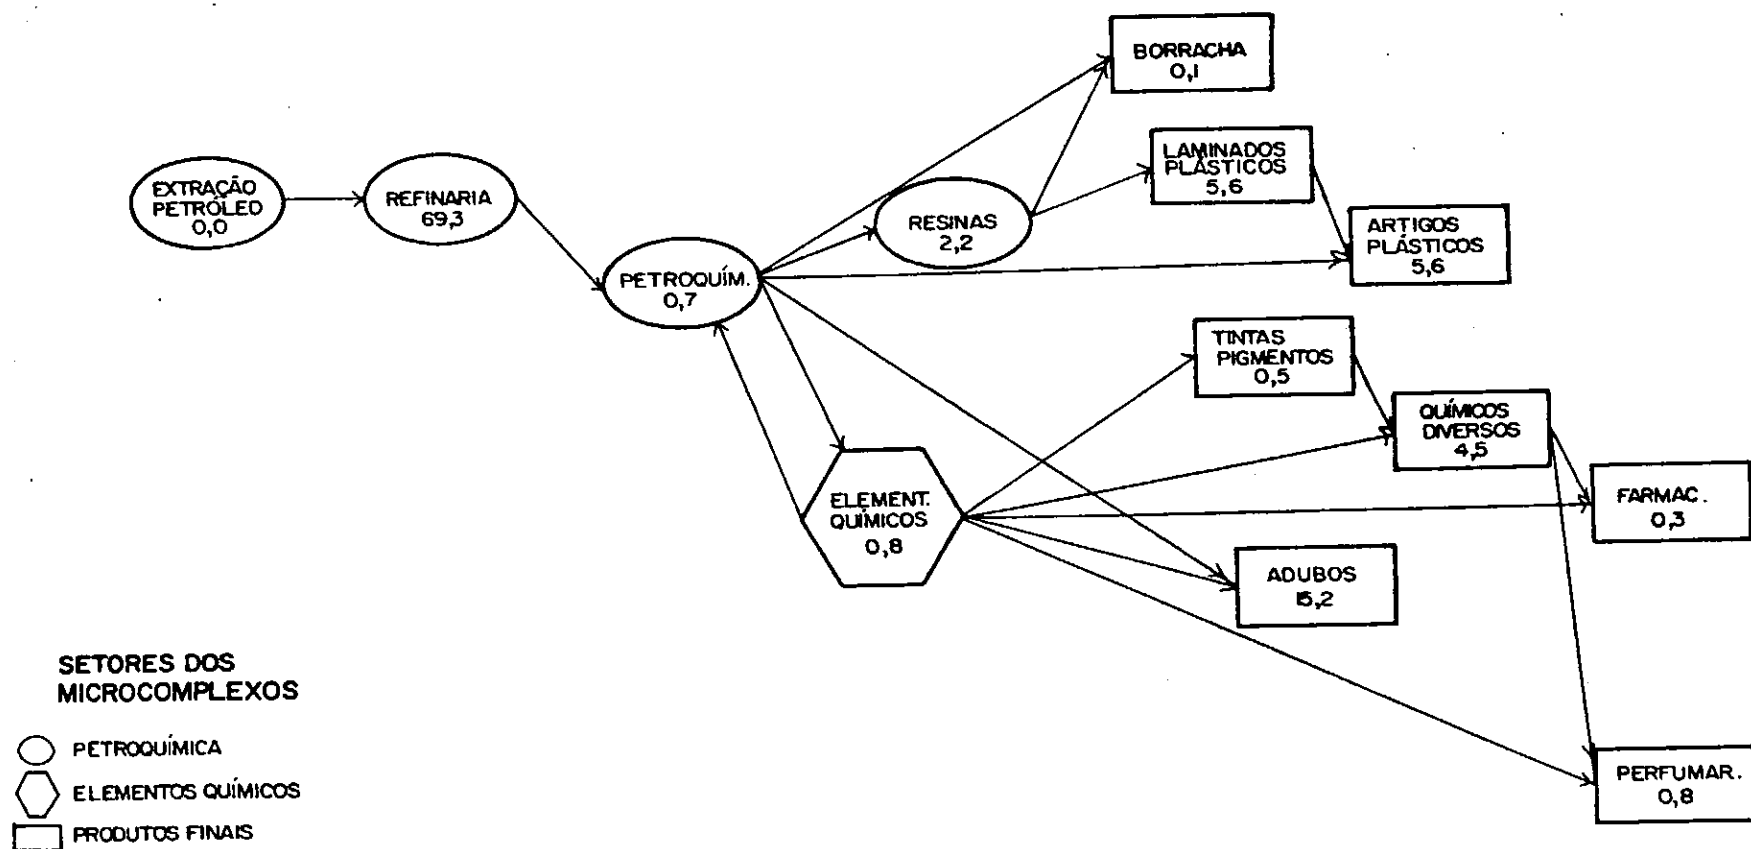 BORRACHA
0,1
LAMINADOS
PLÁSTICOS
5,6
EXTRAÇÃO
PETRÓLEO
0,0
REFINARIA
69,3
RESINAS
2,2
ARTIGOS
PLÁSTICOS
5,6
PETROQUÍM.
0,7
TINTAS
PIGMENTOS
0,5
QUÍMICOS
DIVERSOS
4,5
ELEMENT.
QUÍMICOS
0,8
FARMAC.
0,3
ADUBOS
15,2
PERFUMAR.
0,8
SETORES DOS
MICROCOMPLEXOS
PETROQUÍMICA
ELEMENTOS QUÍMICOS
PRODUTOS FINAIS